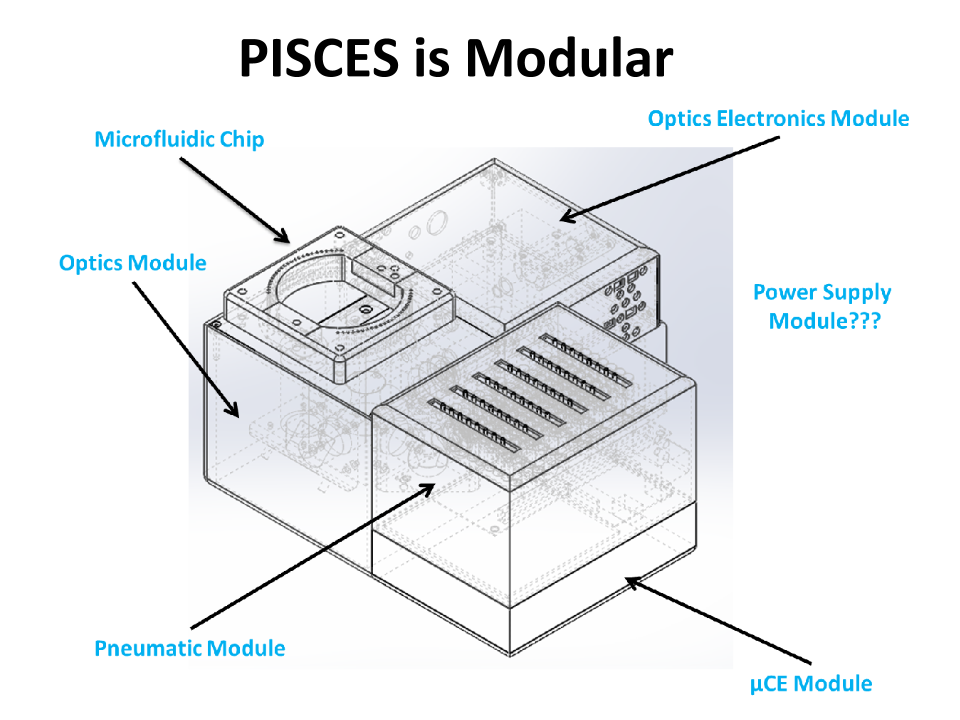 PISCES is Modular
Optics Electronics Module
Microfluidic Chip
Optics Module
Power Supply
Module???
Pneumatic Module
µCE Module